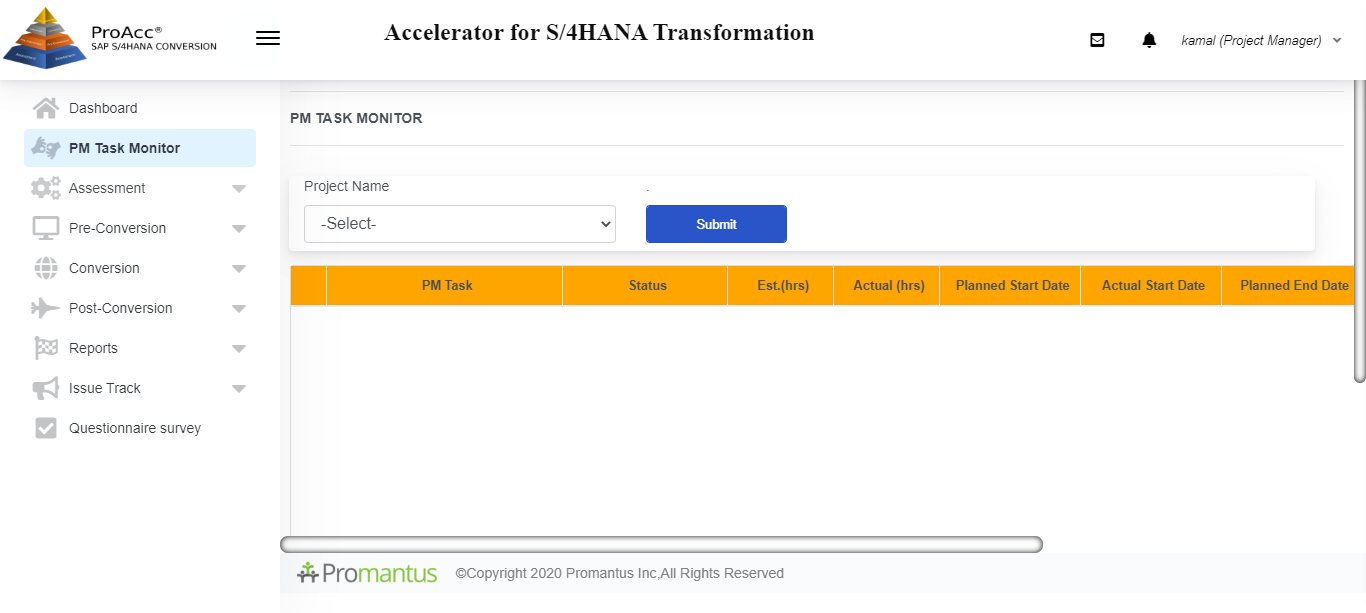 ProAcc®
SAP S/4HANA CONVERSION
Accelerator for S/4HANA Transformation
kamal (Project Manager)
Dashboard
PM Task Monitor
Assessment
Pre-Conversion
Conversion
Post-Conversion
Reports
Issue Track
Questionnaire survey
PM TASK MONITOR
Project Name .
-Select- Submit
PM Task Status Est.(hrs) Actual (hrs) Planned Start Date Actual Start Date Planned End Date
Promantus ©Copyright 2020 Promantus Inc,All Rights Reserved